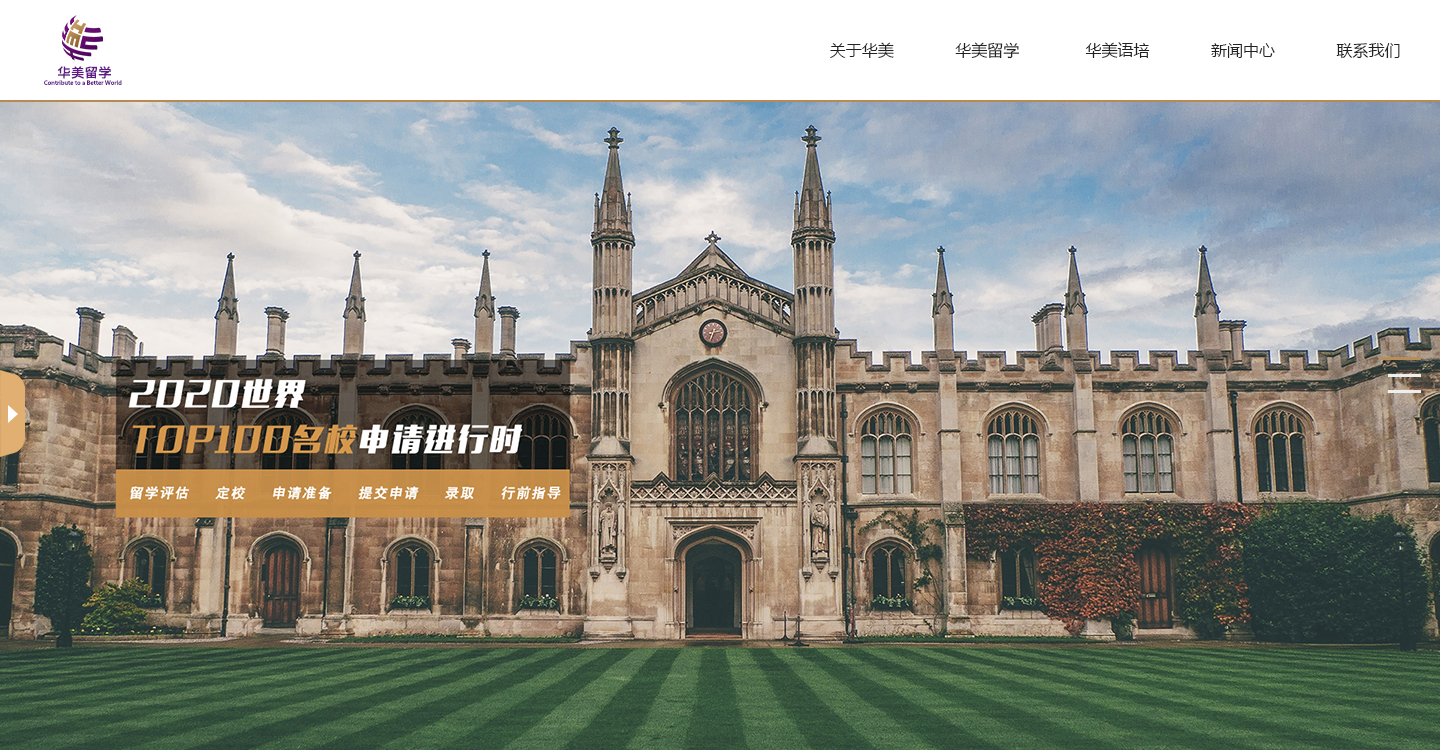 华美留学
Contribute to a Better World
关于华美 华美留学 华美语培 新闻中心 联系我们
2020世界
TOP100名校申请进行时
留学评估 定校 申请准备 提交申请 录取 行前指导